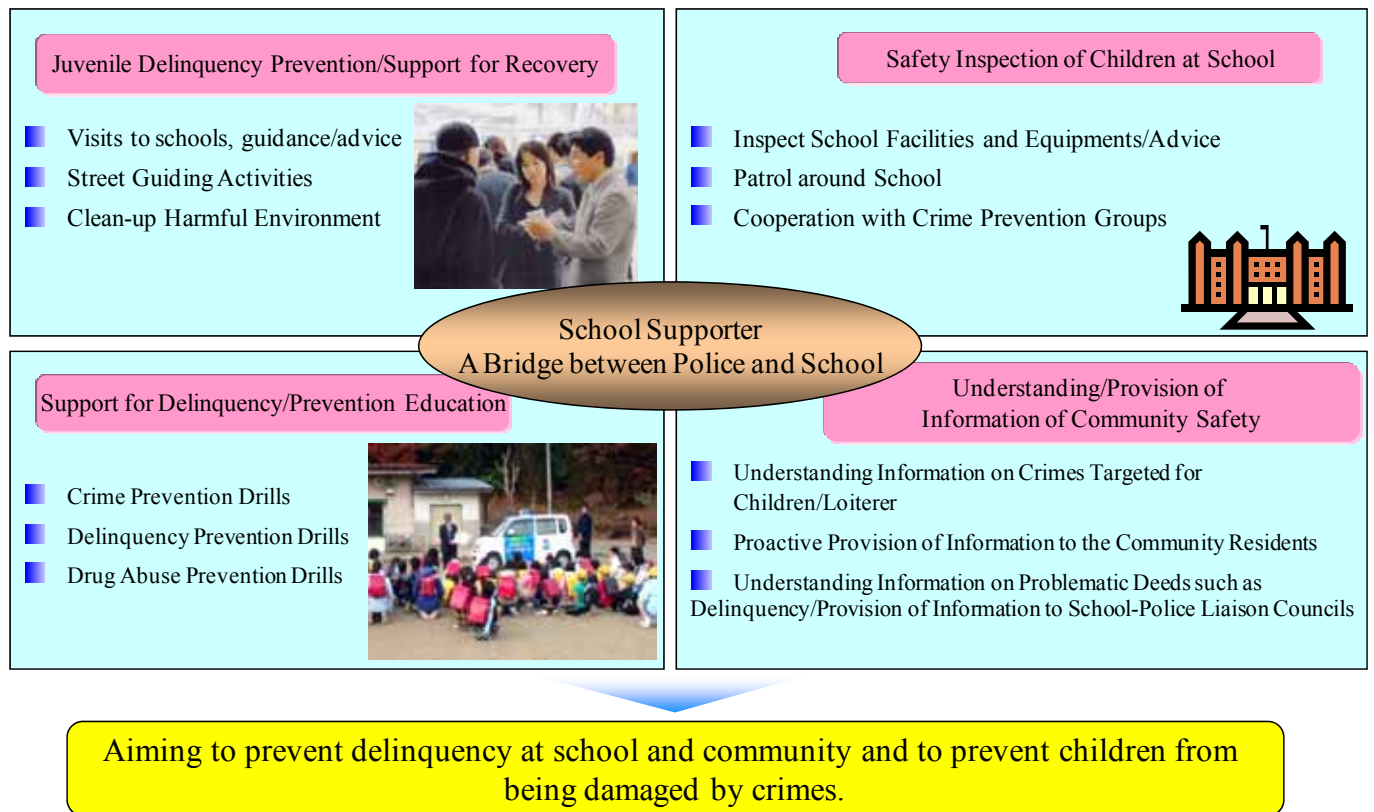 Juvenile Delinquency Prevention/Support for Recovery
Visits to schools, guidance/advice
Street Guiding Activities
Clean-up Harmful Environment
Safety Inspection of Children at School
Inspect School Facilities and Equipments/Advice
Patrol around School
Cooperation with Crime Prevention Groups
School Supporter
A Bridge between Police and School
Support for Delinquency/Prevention Education
Crime Prevention Drills
Delinquency Prevention Drills
Drug Abuse Prevention Drills
Understanding/Provision of
Information of Community Safety
Understanding Information on Crimes Targeted for
Children/Loiterer
Proactive Provision of Information to the Community Residents
Understanding Information on Problematic Deeds such as
Delinquency/Provision of Information to School-Police Liaison Councils
Aiming to prevent delinquency at school and community and to prevent children from
being damaged by crimes.